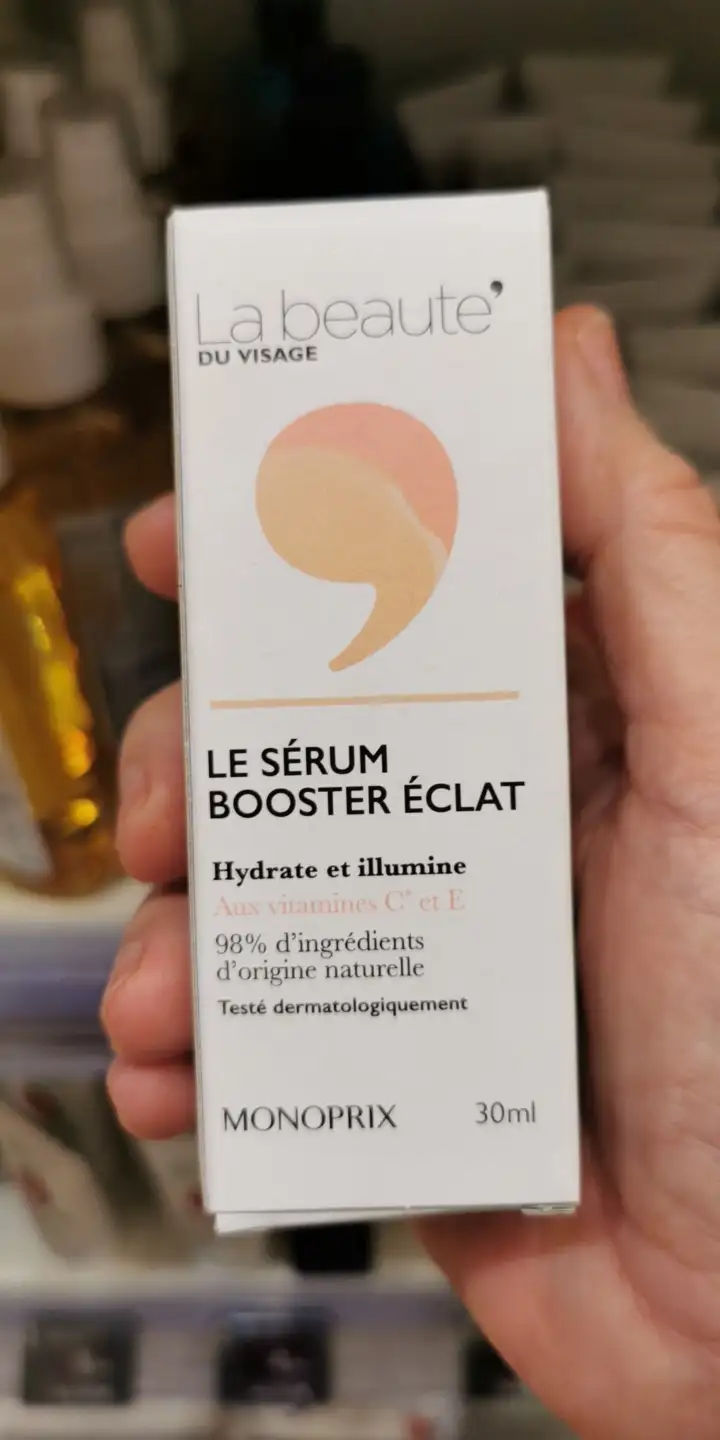 La beauté
DU VISAGE
LE SÉRUM
BOOSTER ÉCLAT
Hydrate et illumine
Aux vitamines C* et E
98% d'ingrédients
d'origine naturelle
Testé dermatologiquement
MONOPRIX 30ml